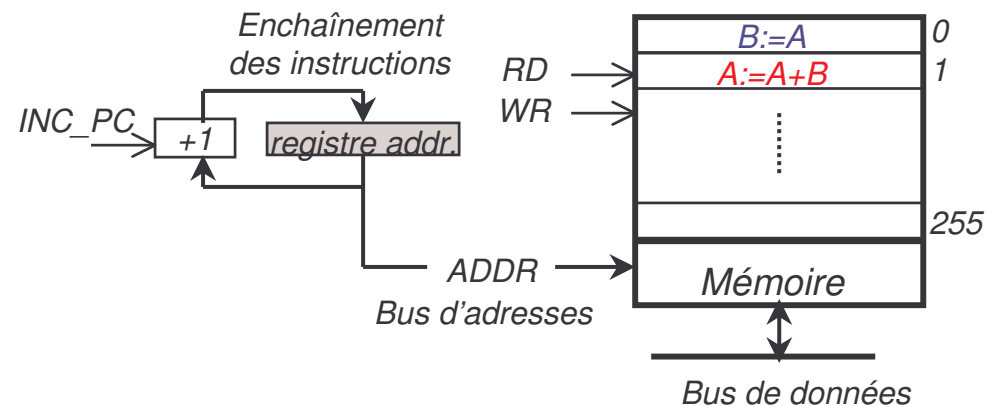 Enchaînement
des instructions
INC_PC
+1
registre addr.
RD
WR
B:=A
0
A:=A+B
1
255
ADDR
Bus d'adresses
Mémoire
Bus de données